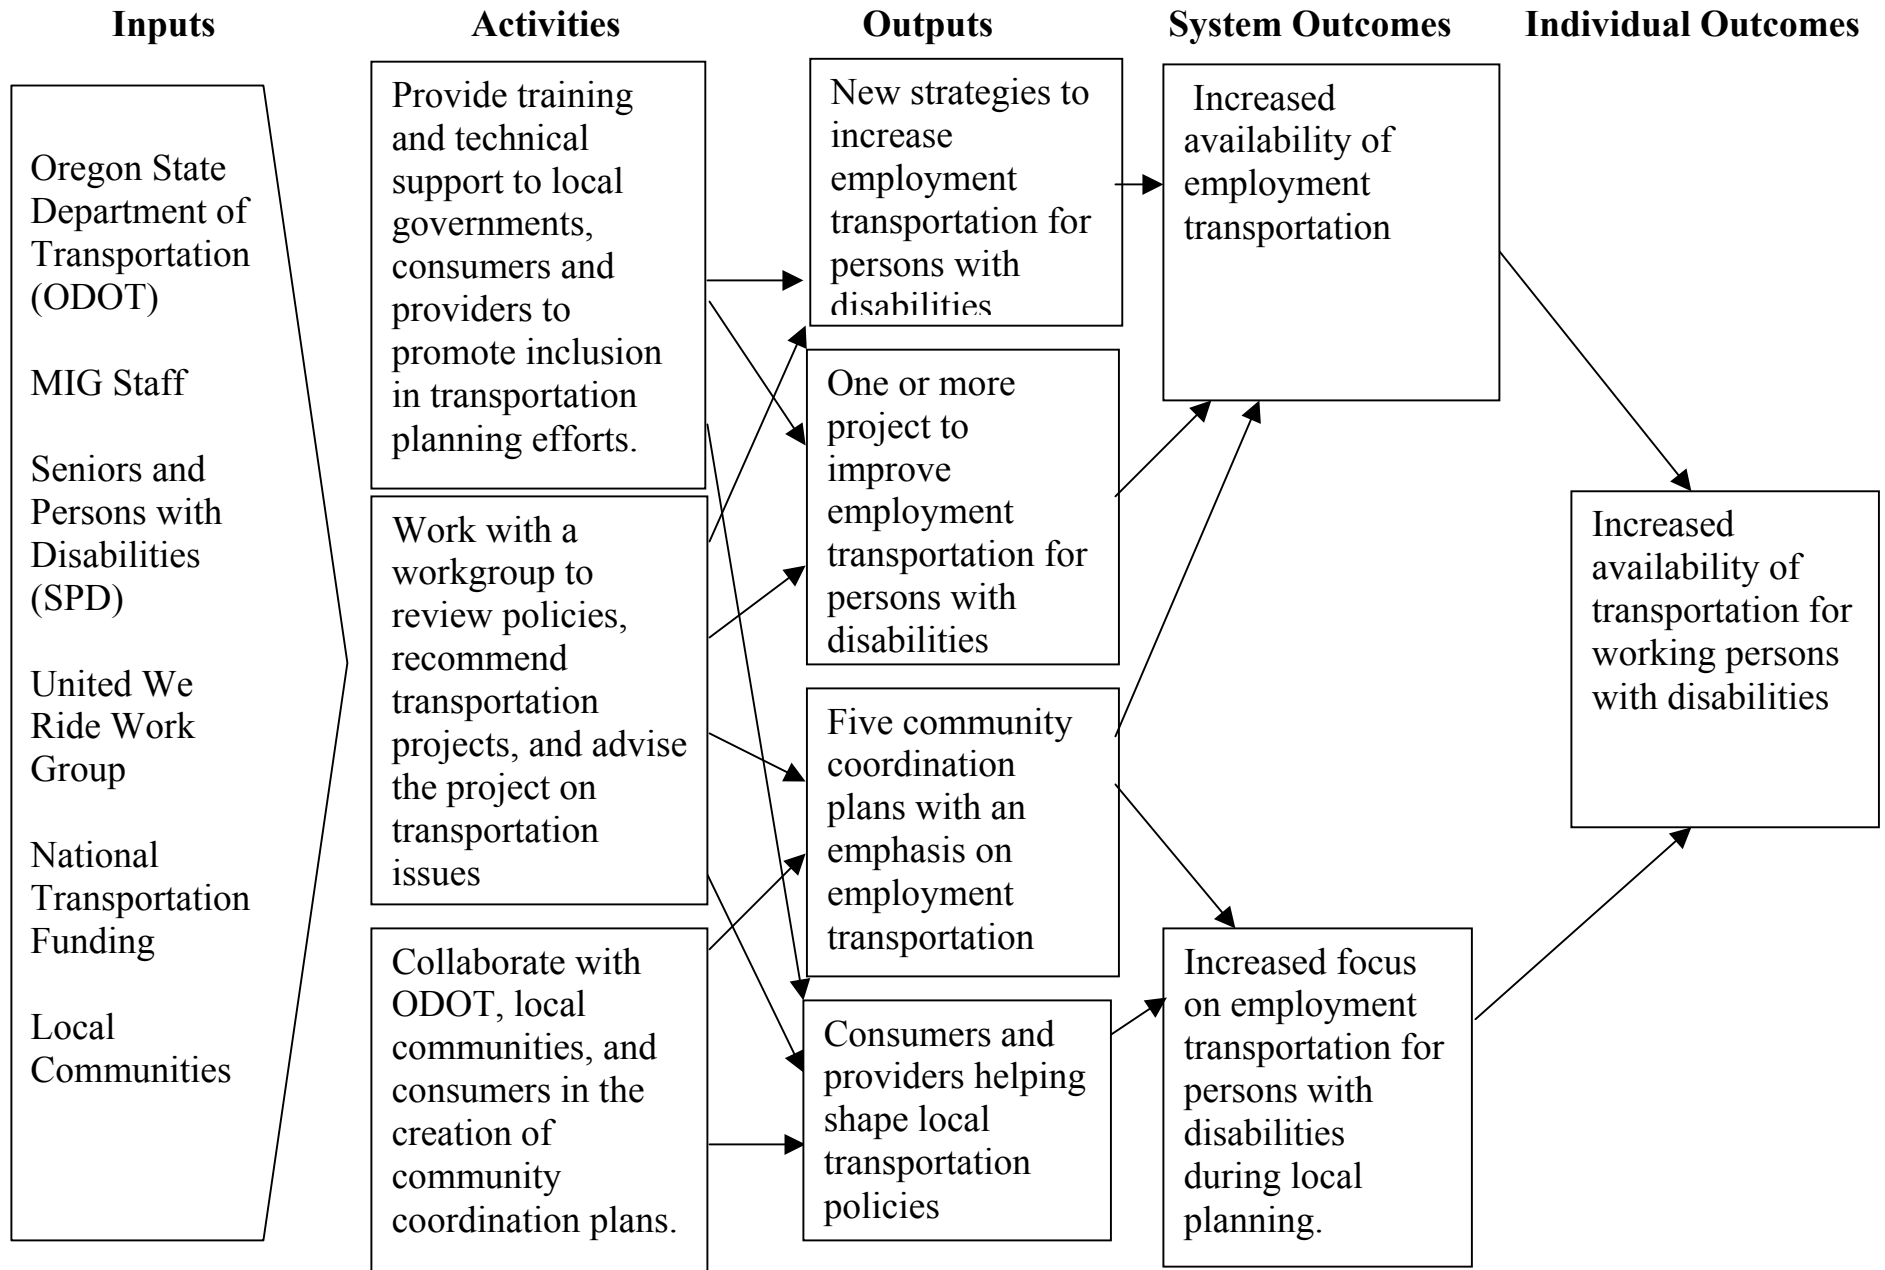 Inputs
Activities
Outputs
System Outcomes
Individual Outcomes
Oregon State
Department of
Transportation
(ODOT)
MIG Staff
Seniors and
Persons with
Disabilities
(SPD)
United We
Ride Work
Group
National
Transportation
Funding
Local
Communities
Provide training
and technical
support to local
governments,
consumers and
providers to
promote inclusion
in transportation
planning efforts.
Work with a
workgroup to
review policies,
recommend
transportation
projects, and advise
the project on
transportation
issues
Collaborate with
ODOT, local
communities, and
consumers in the
creation of
community
coordination plans.
New strategies to
increase
employment
transportation for
persons with
disabilities
One or more
project to
improve
employment
transportation for
persons with
disabilities
Five community
coordination
plans with an
emphasis on
employment
transportation
Consumers and
providers helping
shape local
transportation
policies
Increased
availability of
employment
transportation
Increased focus
on employment
transportation for
persons with
disabilities
during local
planning.
Increased
availability of
transportation for
working persons
with disabilities